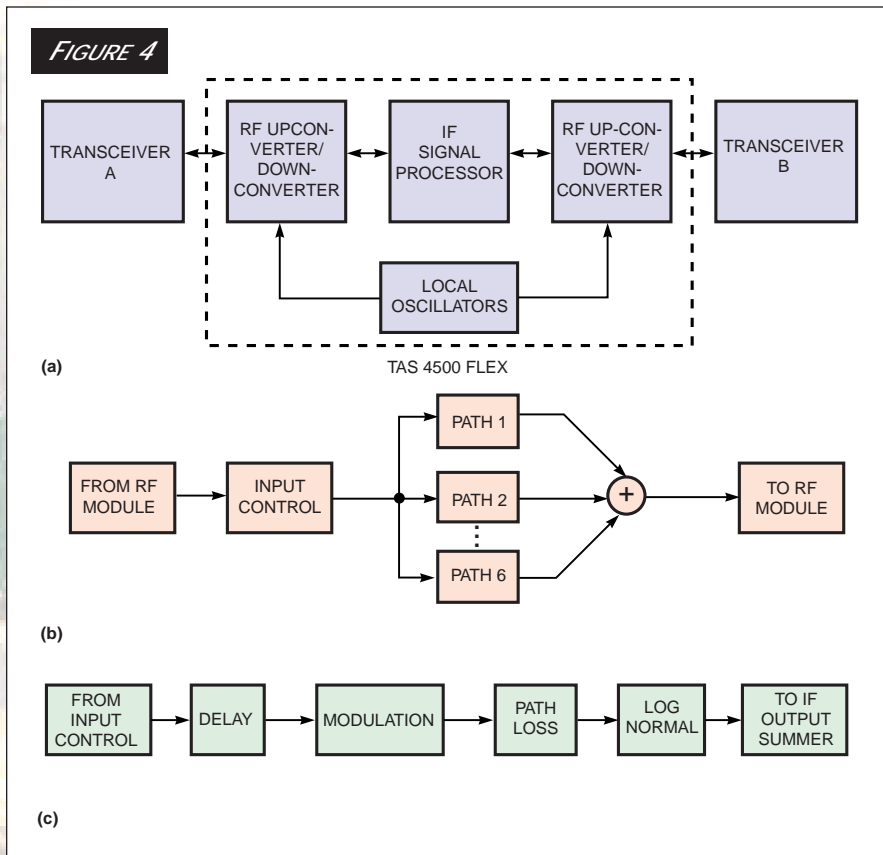 FIGURE 4
TRANSCEIVER
A
RF UPCON-
VERTER/
DOWN-
CONVERTER
IF
SIGNAL
PROCESSOR
RF UP-CON-
VERTER/
DOWN-
CONVERTER
TRANSCEIVER
B
LOCAL
OSCILLATORS
(a)
TAS 4500 FLEX
FROM RF
MODULE
INPUT
CONTROL
PATH 1
PATH 2
PATH 6
+
TO RF
MODULE
(b)
FROM
INPUT
CONTROL
DELAY
MODULATION
PATH
LOSS
LOG
NORMAL
TO IF
OUTPUT
SUMMER
(c)